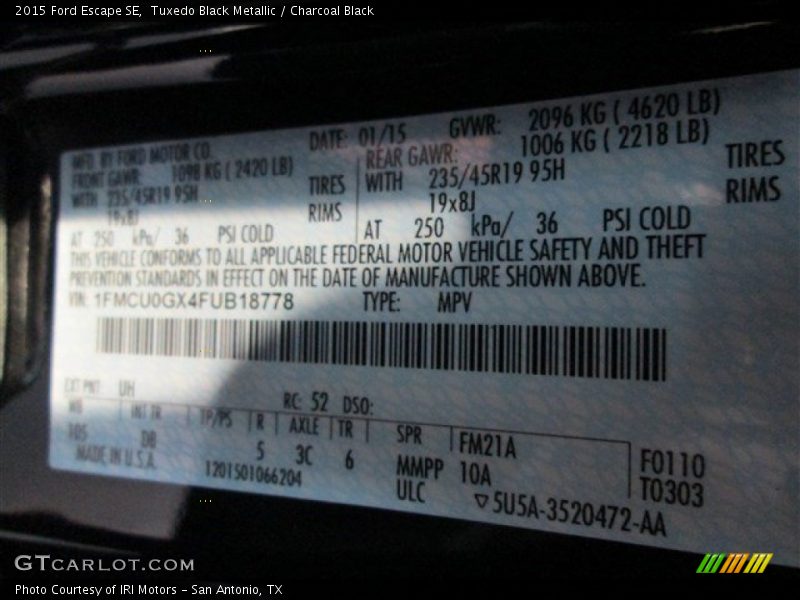 2015 Ford Escape SE, Tuxedo Black Metallic / Charcoal Black
MFD. BY FORD MOTOR CO. DATE: 01/15 GVWR: 2096 KG ( 4620 LB)
FRONT GAWR: 1098 KG ( 2420 LB) REAR GAWR: 1006 KG ( 2218 LB)
WITH 235/45R19 95H TIRES WITH 235/45R19 95H TIRES
19x8J RIMS 19x8J RIMS
AT 250 kPa/ 36 PSI COLD AT 250 kPa/ 36 PSI COLD
THIS VEHICLE CONFORMS TO ALL APPLICABLE FEDERAL MOTOR VEHICLE SAFETY AND THEFT
PREVENTION STANDARDS IN EFFECT ON THE DATE OF MANUFACTURE SHOWN ABOVE.
VIN: 1FMCU0GX4FUB18778 TYPE: MPV
EXT PNT UH RC: 52 DSO:
WB INT TR TP/PS R AXLE TR SPR FM21A F0110
105 DB 5 3C 6 MMPP 10A T0303
MADE IN U.S.A. 1201501066204 ULC ▽5U5A-3520472-AA
GTCARLOT.COM
Photo Courtesy of IRI Motors - San Antonio, TX